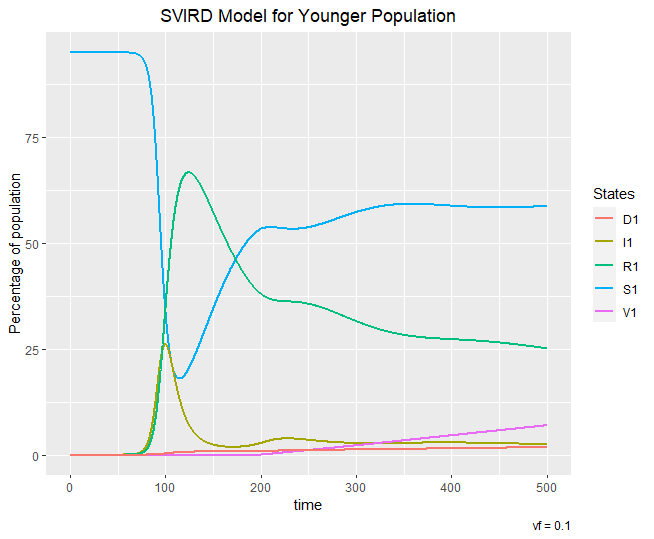 SVIRD Model for Younger Population
Percentage of population
75
50
25
0
0 100 200 300 400 500
time
States
D1
I1
R1
S1
V1
vf = 0.1